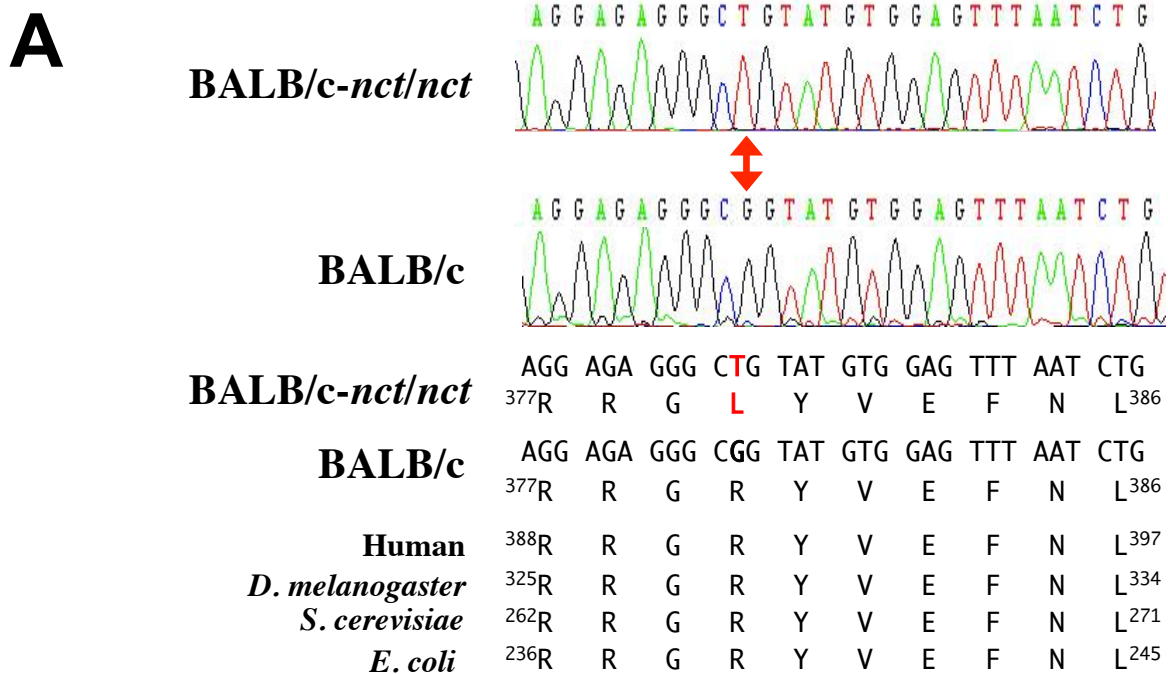 A
A G G A G A G G G C T G T A T G T G G A G T T T A A T C T G
BALB/c-nct/nct
A G G A G A G G G C G G T A T G T G G A G T T T A A T C T G
BALB/c
AGG AGA GGG CTG TAT GTG GAG TTT AAT CTG
BALB/c-nct/nct
377R R G L Y V E F N L386
AGG AGA GGG CGG TAT GTG GAG TTT AAT CTG
BALB/c
377R R G R Y V E F N L386
Human 388R R G R Y V E F N L397
D. melanogaster 325R R G R Y V E F N L334
S. cerevisiae 262R R G R Y V E F N L271
E. coli 236R R G R Y V E F N L245